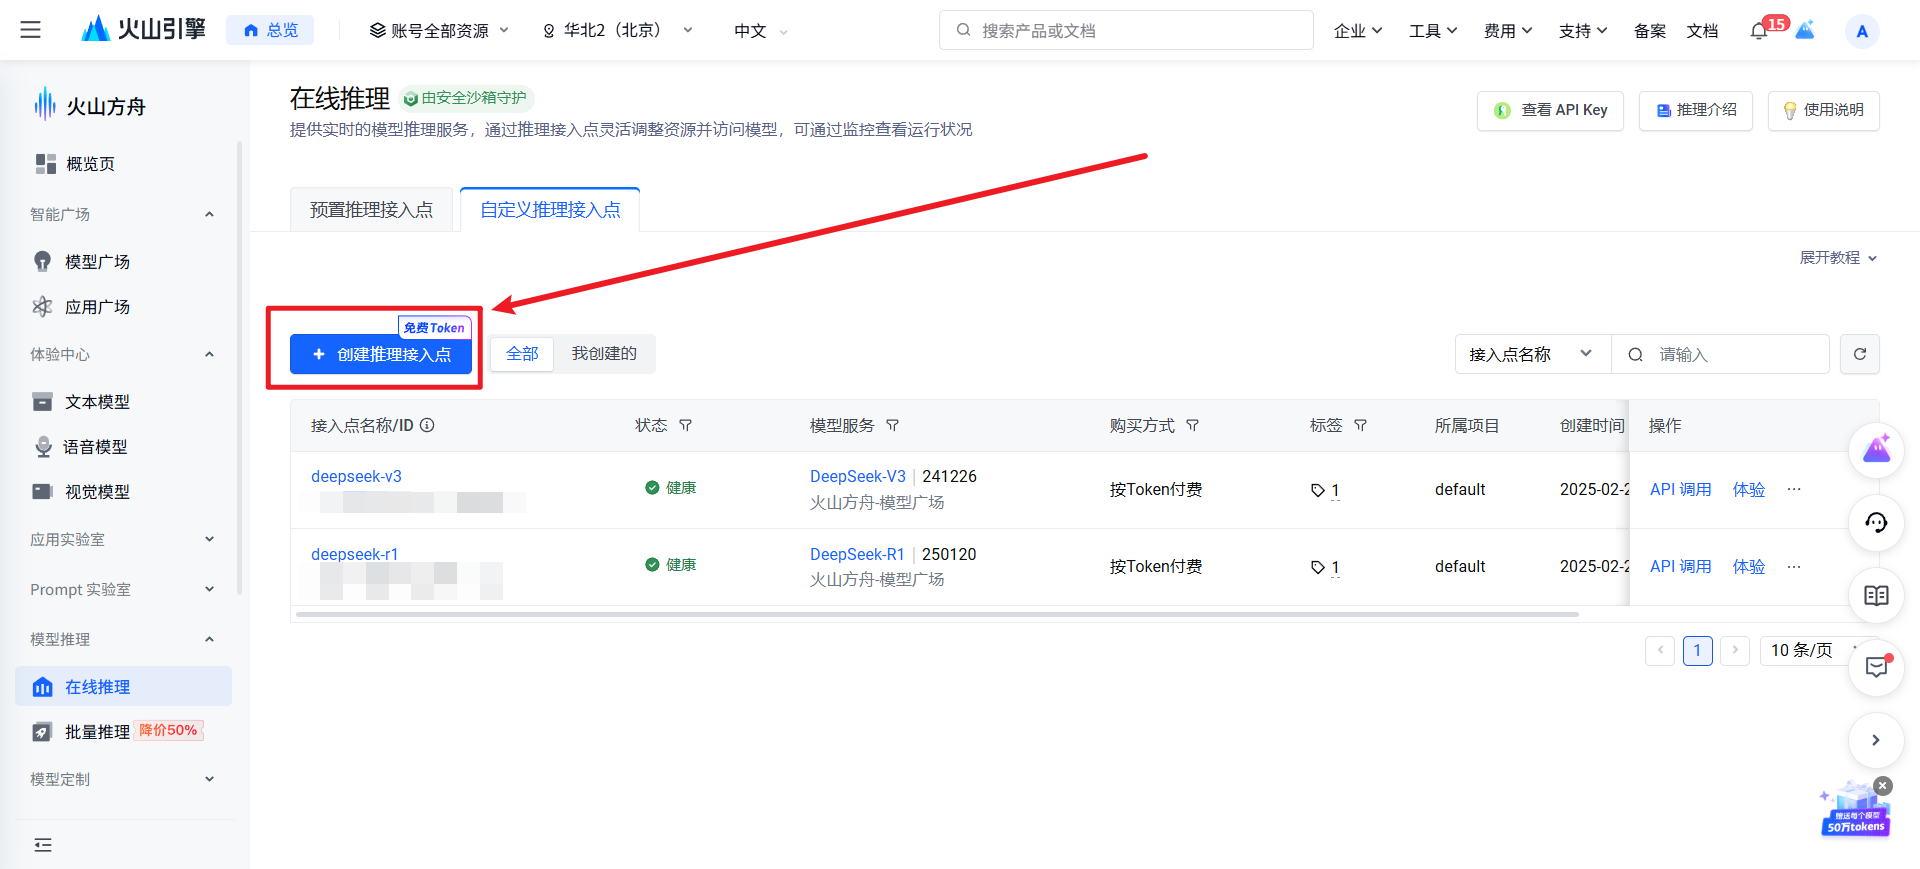 火山引擎
总览
账号全部资源
华北2（北京）
中文
搜索产品或文档
企业
工具
费用
支持
备案
文档
15
A
火山方舟
概览页
智能广场
模型广场
应用广场
体验中心
文本模型
语音模型
视觉模型
应用实验室
Prompt 实验室
模型推理
在线推理
批量推理 降价50%
模型定制
在线推理 由安全沙箱守护
提供实时的模型推理服务，通过推理接入点灵活调整资源并访问模型，可通过监控查看运行状况
查看 API Key
推理介绍
使用说明
预置推理接入点
自定义推理接入点
展开教程
免费Token
+ 创建推理接入点
全部
我创建的
接入点名称
请输入
接入点名称/ID
状态
模型服务
购买方式
标签
所属项目
创建时间
操作
deepseek-v3
健康
DeepSeek-V3 | 241226
火山方舟-模型广场
按Token付费
1
default
2025-02-2
API 调用
体验
...
deepseek-r1
健康
DeepSeek-R1 | 250120
火山方舟-模型广场
按Token付费
1
default
2025-02-2
API 调用
体验
...
1
10 条/页
赠送每个模型
50万tokens